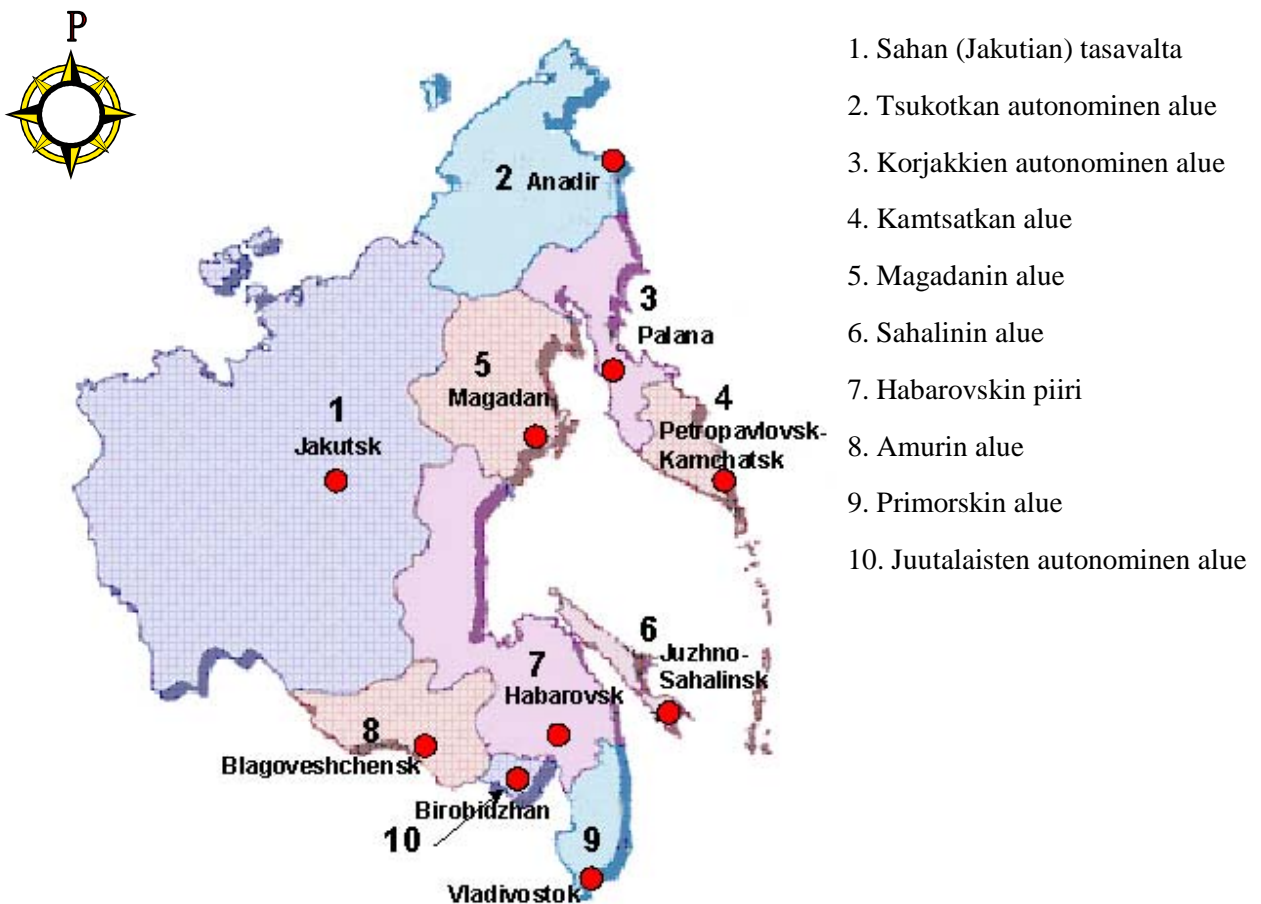 P
1. Sahan (Jakutian) tasavalta
2. Tsukotkan autonominen alue
3. Korjakkien autonominen alue
4. Kamtsatkan alue
5. Magadanin alue
6. Sahalinin alue
7. Habarovskin piiri
8. Amurin alue
9. Primorskin alue
10. Juutalaisten autonominen alue
2 Anadir
3
Palana
5
Magadan
4
Petropavlovsk-
Kamchatsk
1
Jakutsk
6
Juzhno-
Sahalinsk
7
Habarovsk
8
Blagoveshchensk
Birobidzhan
10
9
Vladivostok